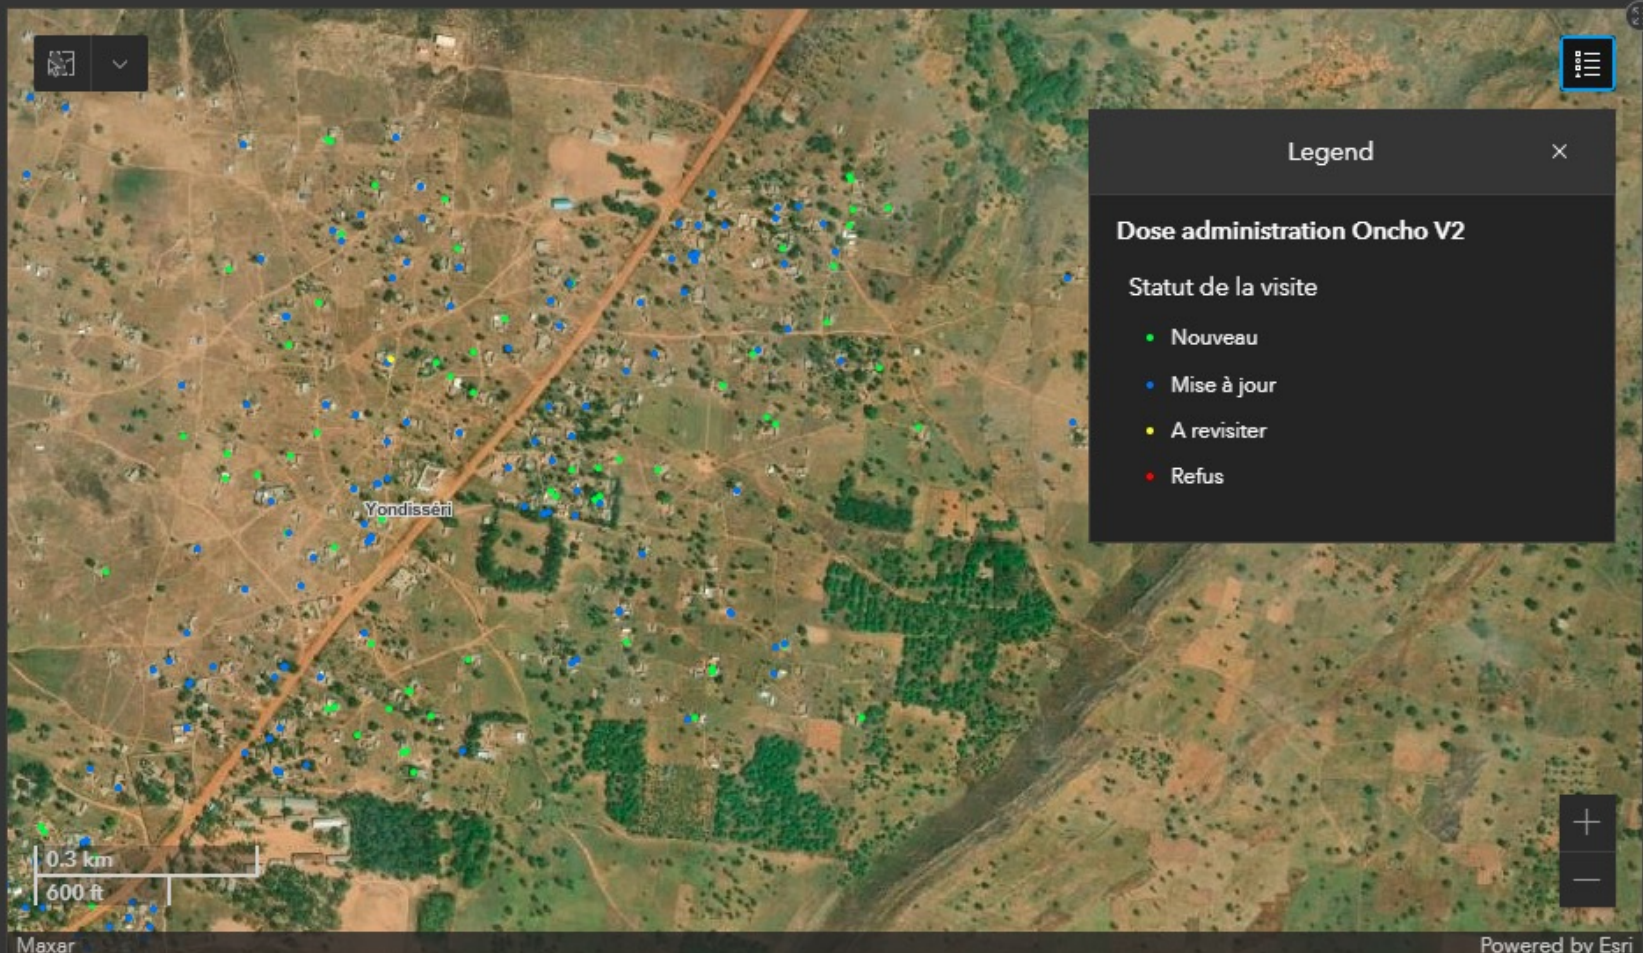 Legend
Dose administration Oncho V2
Statut de la visite
Nouveau
Mise à jour
A revisiter
Refus
Yondisséri
0.3 km
600 ft
Maxar
Powered by Esri